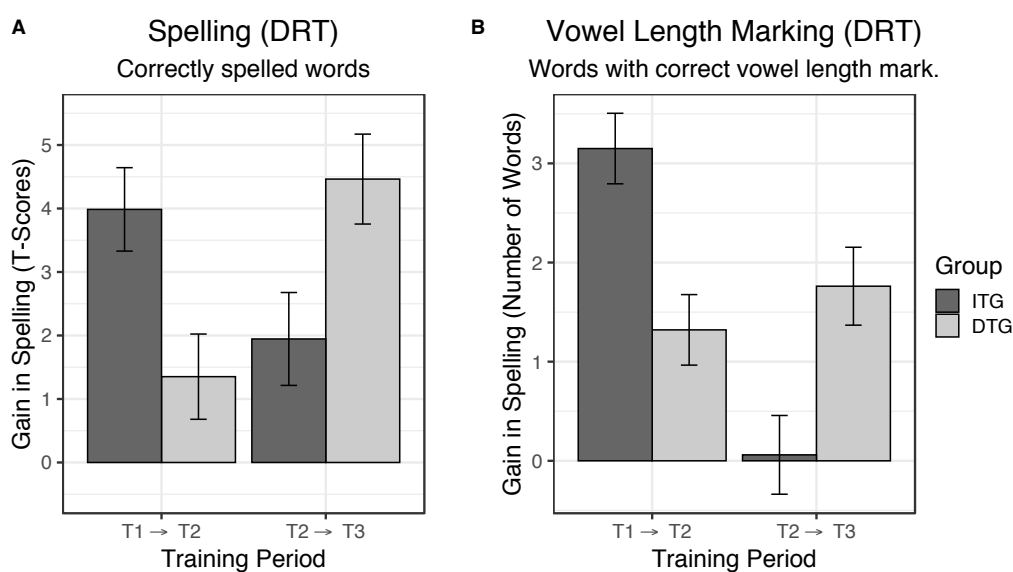 A
Spelling (DRT)
Correctly spelled words
Gain in Spelling (T-Scores)
5
4
3
2
1
0
T1 → T2
T2 → T3
Training Period
B
Vowel Length Marking (DRT)
Words with correct vowel length mark.
Gain in Spelling (Number of Words)
3
2
1
0
T1 → T2
T2 → T3
Training Period
Group
ITG
DTG